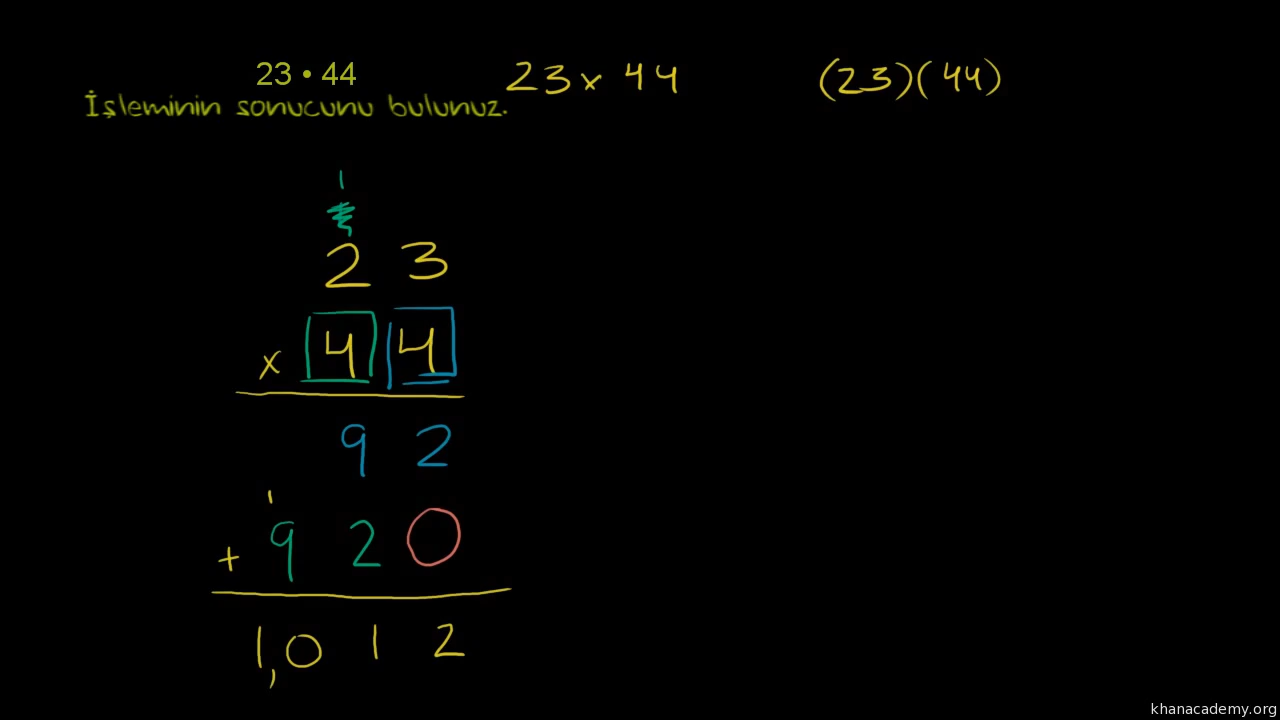 23 • 44 23 x 44 (23)(44)
İşleminin sonucunu bulunuz.
1
2 3
x 4 4
9 2
1
+ 9 2 0
1,0 1 2
khanacademy.org